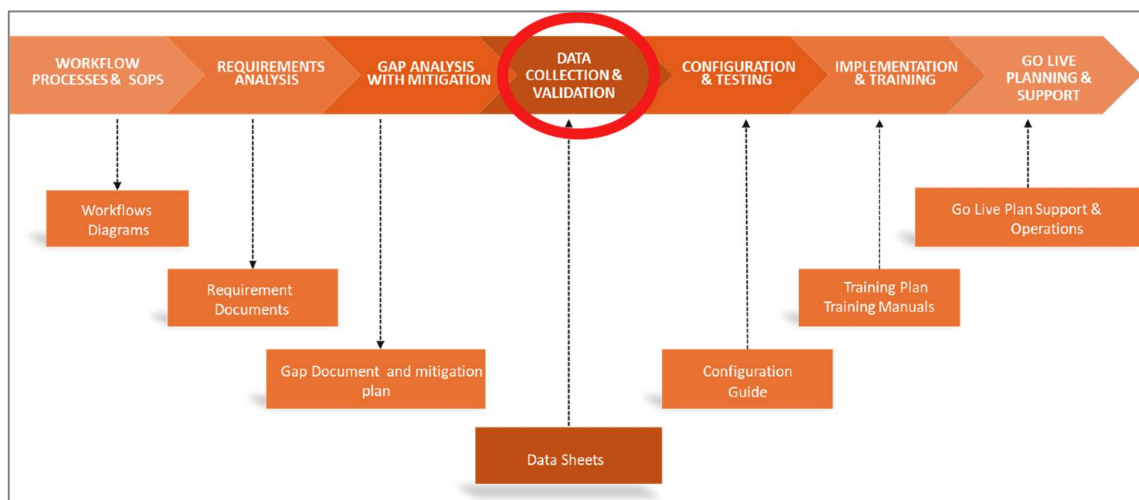 WORKFLOW
PROCESSES & SOPS
REQUIREMENTS
ANALYSIS
GAP ANALYSIS
WITH MITIGATION
DATA
COLLECTION &
VALIDATION
CONFIGURATION
& TESTING
IMPLEMENTATION
& TRAINING
GO LIVE
PLANNING &
SUPPORT
Workflows
Diagrams
Go Live Plan Support &
Operations
Requirement
Documents
Training Plan
Training Manuals
Gap Document and mitigation
plan
Configuration
Guide
Data Sheets